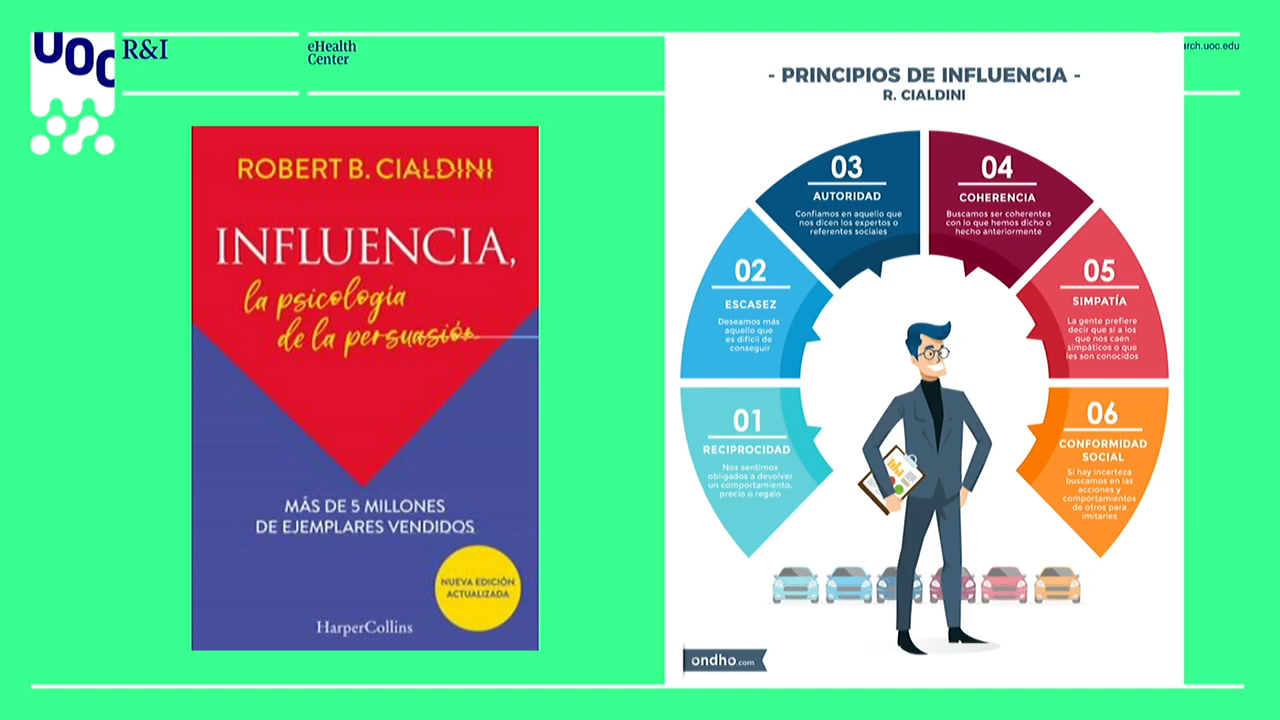 UOC
R&I
eHealth
Center
arch.uoc.edu
ROBERT B. CIALDINI
INFLUENCIA,
la psicología
de la persuasión
MÁS DE 5 MILLONES
DE EJEMPLARES VENDIDOS
NUEVA EDICIÓN
ACTUALIZADA
HarperCollins
- PRINCIPIOS DE INFLUENCIA -
R. CIALDINI
01
RECIPROCIDAD
Nos sentimos
obligados a devolver
un comportamiento,
precio o regalo
02
ESCASEZ
Deseamos más
aquello que
es difícil de
conseguir
03
AUTORIDAD
Confiamos en aquello que
nos dicen los expertos o
referentes sociales
04
COHERENCIA
Buscamos ser coherentes
con lo que hemos dicho o
hecho anteriormente
05
SIMPATÍA
La gente prefiere
decir que sí a los
que nos caen
simpáticos o que
les son conocidos
06
CONFORMIDAD
SOCIAL
Si hay incerteza
buscamos en las
acciones y
comportamientos
de otros para
imitarles
ondho.com